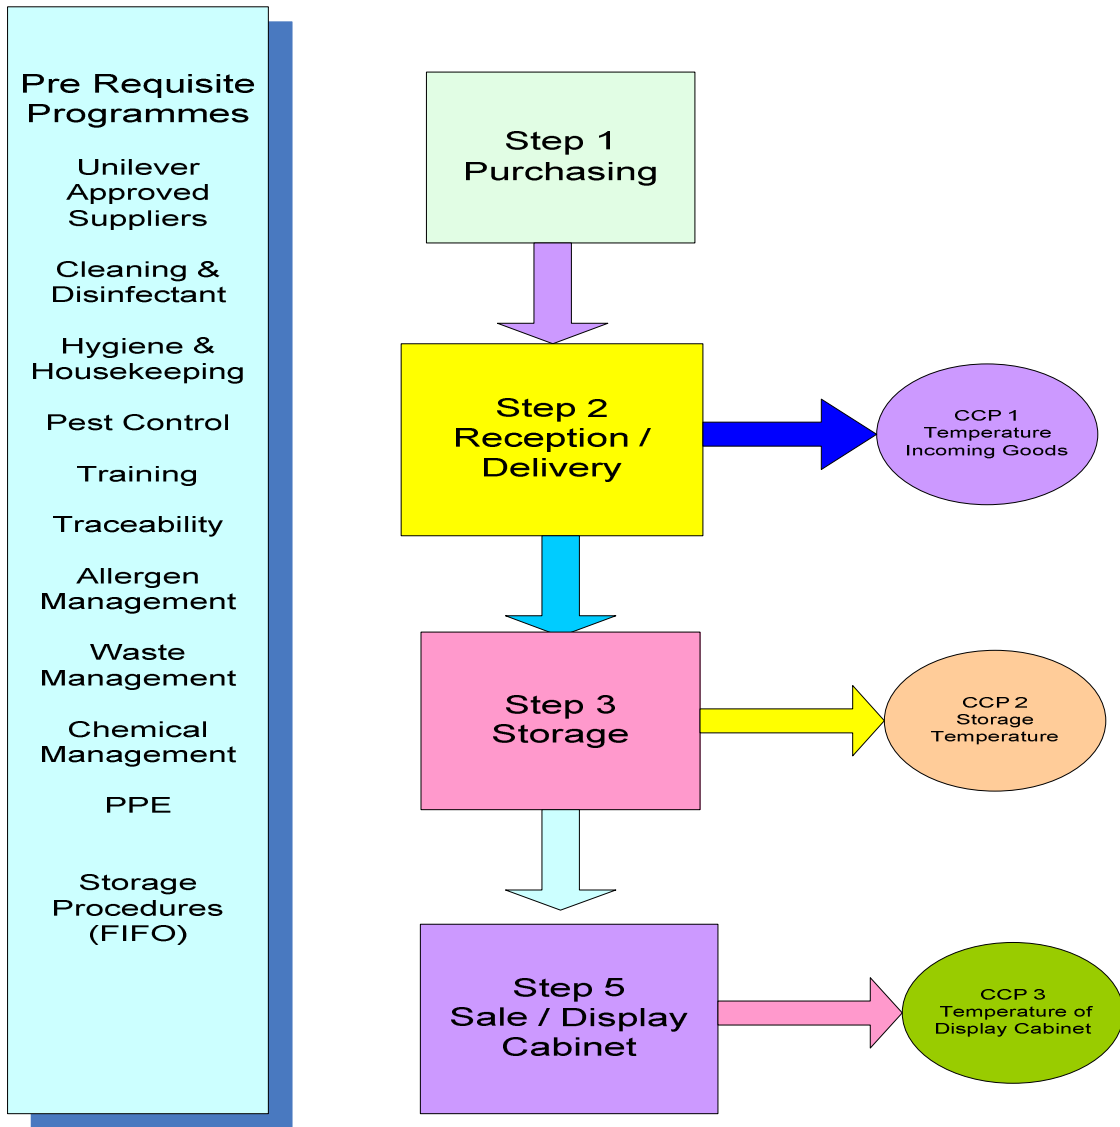 Pre Requisite
Programmes
Unilever
Approved
Suppliers
Cleaning &
Disinfectant
Hygiene &
Housekeeping
Pest Control
Training
Traceability
Allergen
Management
Waste
Management
Chemical
Management
PPE
Storage
Procedures
(FIFO)
Step 1
Purchasing
Step 2
Reception /
Delivery
CCP 1
Temperature
Incoming Goods
Step 3
Storage
CCP 2
Storage
Temperature
Step 5
Sale / Display
Cabinet
CCP 3
Temperature of
Display Cabinet